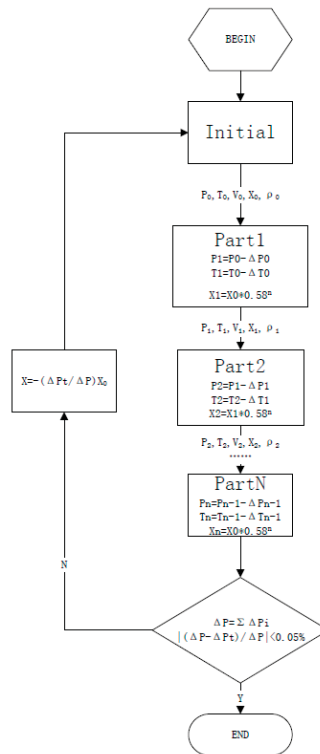 BEGIN
Initial
P₀, T₀, V₀, X₀, ρ₀
Part1
P1=P0-ΔP0
T1=T0-ΔT0
X1=X0*0.58ⁿ
P₁, T₁, V₁, X₁, ρ₁
Part2
P2=P1-ΔP1
T2=T2-ΔT1
X2=X1*0.58ⁿ
P₂, T₂, V₂, X₂, ρ₂
······
PartN
Pn=Pn-1-ΔPn-1
Tn=Tn-1-ΔTn-1
Xn=X0*0.58ⁿ
X=-(ΔPt/ΔP)X₀
N
ΔP=ΣΔPi
|(ΔP-ΔPt)/ΔP|<0.05%
Y
END